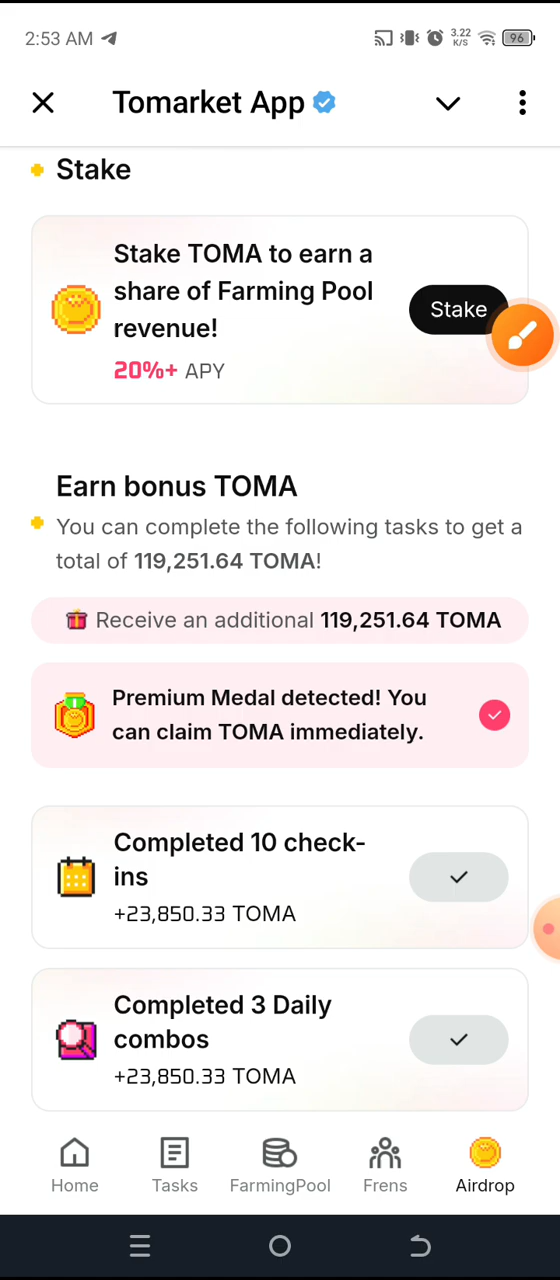 2:53 AM
3.22
K/S
96
Tomarket App
Stake
Stake TOMA to earn a
share of Farming Pool
revenue!
20%+ APY
Stake
Earn bonus TOMA
You can complete the following tasks to get a
total of 119,251.64 TOMA!
Receive an additional 119,251.64 TOMA
Premium Medal detected! You
can claim TOMA immediately.
Completed 10 check-
ins
+23,850.33 TOMA
Completed 3 Daily
combos
+23,850.33 TOMA
Home
Tasks
FarmingPool
Frens
Airdrop